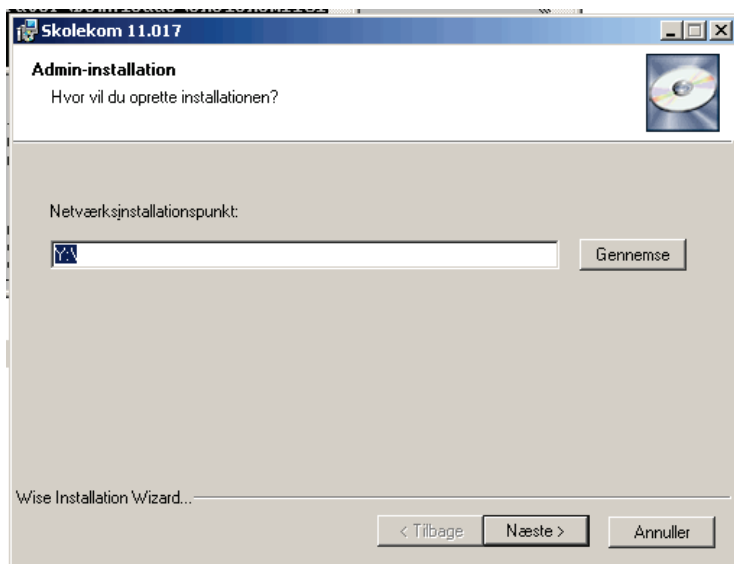 Skolekom 11.017
Admin-installation
Hvor vil du oprette installationen?
Netværksinstallationspunkt:
Y:\
Gennemse
Wise Installation Wizard...
< Tilbage
Næste >
Annuller